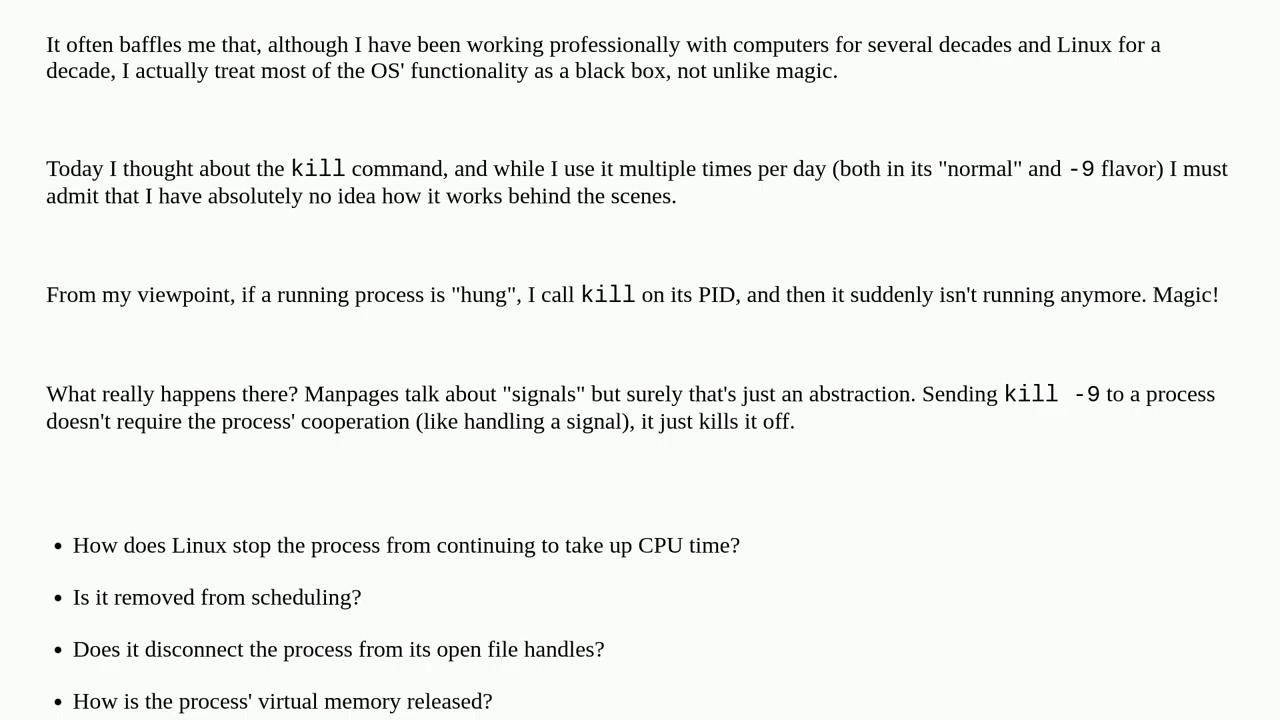 It often baffles me that, although I have been working professionally with computers for several decades and Linux for a
decade, I actually treat most of the OS' functionality as a black box, not unlike magic.
Today I thought about the kill command, and while I use it multiple times per day (both in its "normal" and -9 flavor) I must
admit that I have absolutely no idea how it works behind the scenes.
From my viewpoint, if a running process is "hung", I call kill on its PID, and then it suddenly isn't running anymore. Magic!
What really happens there? Manpages talk about "signals" but surely that's just an abstraction. Sending kill -9 to a process
doesn't require the process' cooperation (like handling a signal), it just kills it off.
• How does Linux stop the process from continuing to take up CPU time?
• Is it removed from scheduling?
• Does it disconnect the process from its open file handles?
• How is the process' virtual memory released?